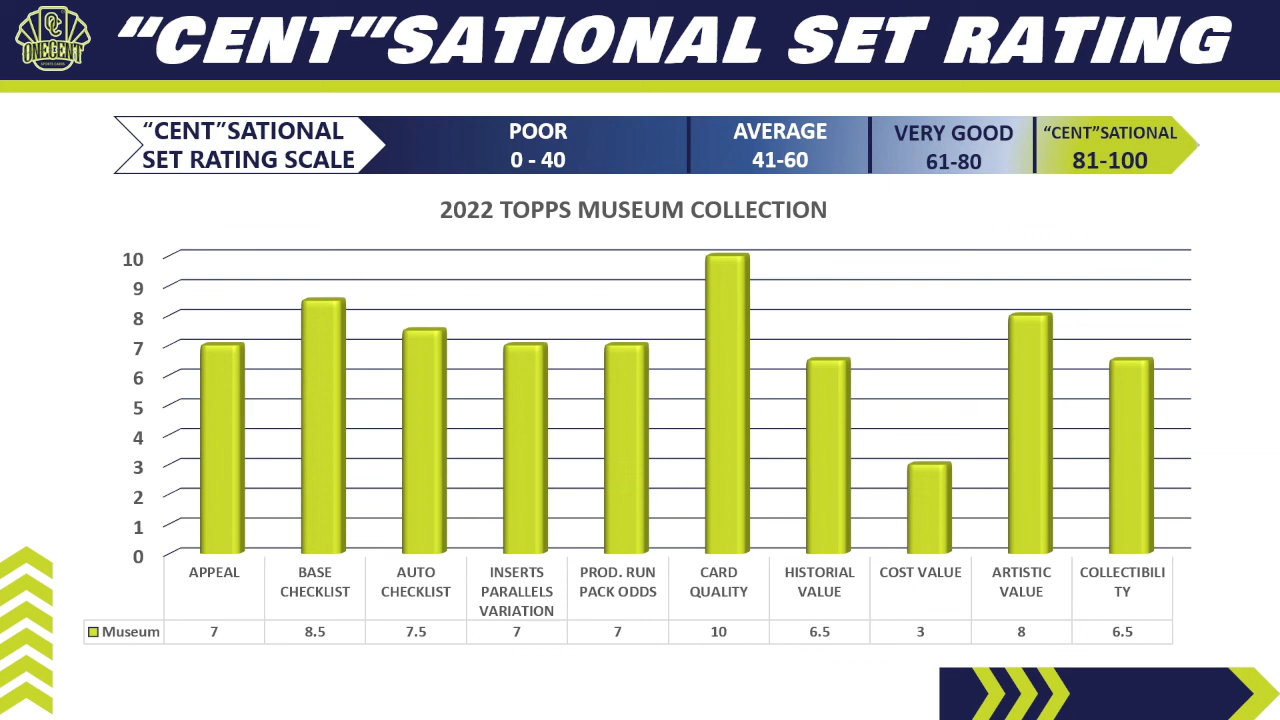 OC
ONECENT
SPORTS CARDS
“CENT”SATIONAL SET RATING
“CENT”SATIONAL
SET RATING SCALE
POOR
0 - 40
AVERAGE
41-60
VERY GOOD
61-80
“CENT”SATIONAL
81-100
2022 TOPPS MUSEUM COLLECTION
10
9
8
7
6
5
4
3
2
1
0
APPEAL
BASE
CHECKLIST
AUTO
CHECKLIST
INSERTS
PARALLELS
VARIATION
PROD. RUN
PACK ODDS
CARD
QUALITY
HISTORIAL
VALUE
COST VALUE
ARTISTIC
VALUE
COLLECTIBILI
TY
Museum 7 8.5 7.5 7 7 10 6.5 3 8 6.5